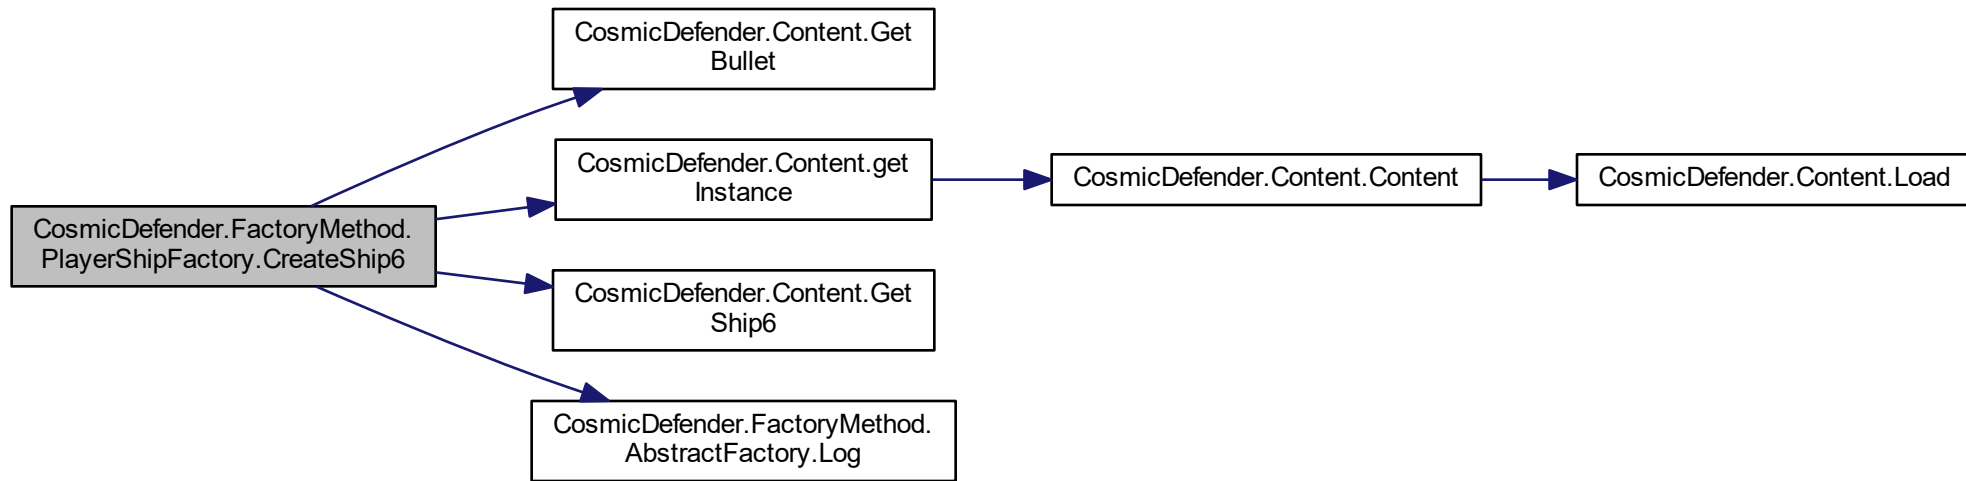 CosmicDefender.FactoryMethod.
PlayerShipFactory.CreateShip6
CosmicDefender.Content.Get
Bullet
CosmicDefender.Content.get
Instance
CosmicDefender.Content.Content
CosmicDefender.Content.Load
CosmicDefender.Content.Get
Ship6
CosmicDefender.FactoryMethod.
AbstractFactory.Log